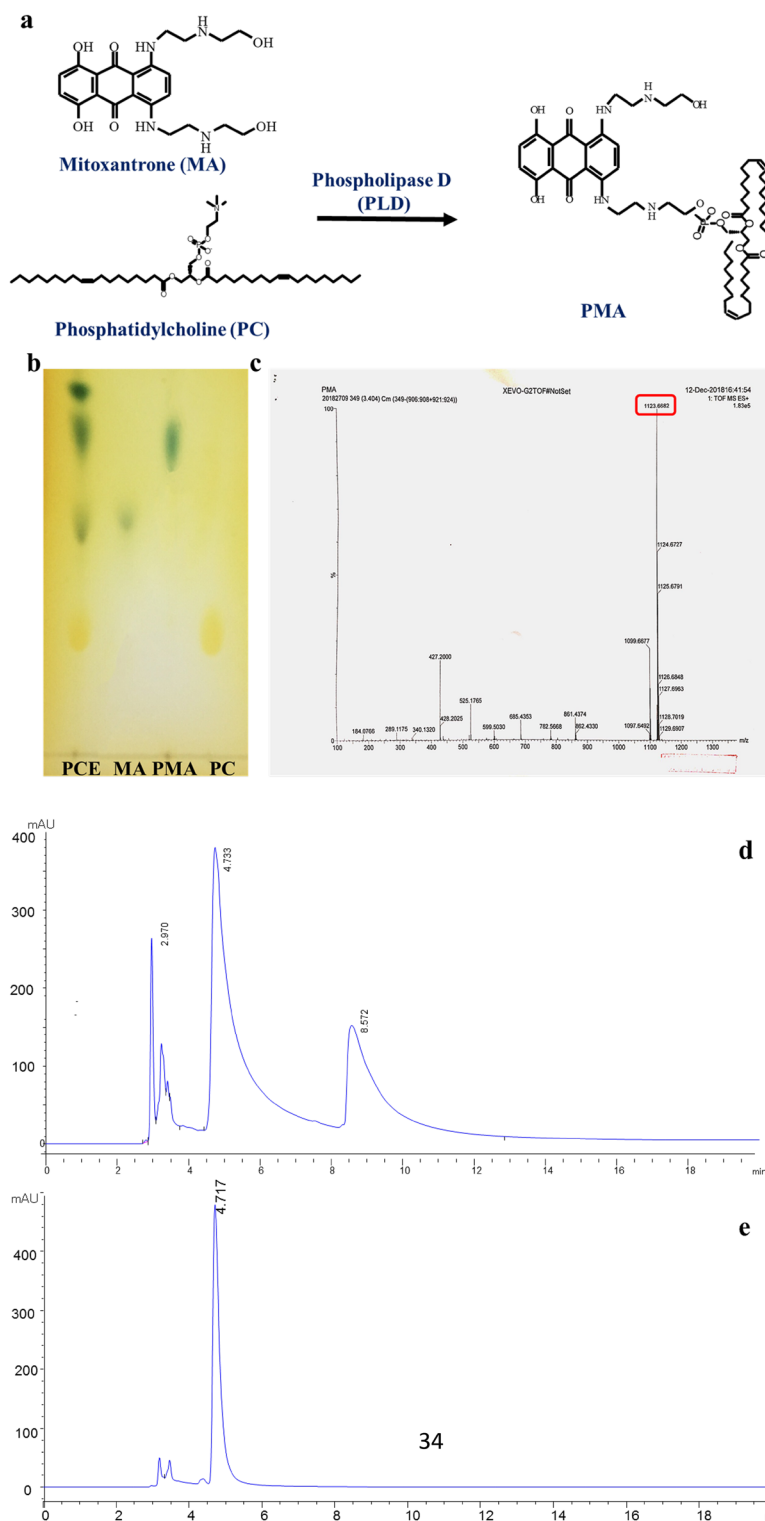 a
OH
O
HN
H
N
OH
OH
O
HN
N
H
OH
Mitoxantrone (MA)
Phospholipase D
(PLD)
Phosphatidylcholine (PC)
PMA
b
c
PMA
XEVO-G2TOF#NotSet
12-Dec-201816:41:54
20182709 349 (3.404) Cm (349-(906:908+921:924))
1: TOF MS ES+
1.83e5
100
1123.6682
1124.6727
1125.6791
1099.6677
1126.6848
1127.6963
427.2000
525.1765
428.2025
685.4353
861.4374
1128.7019
184.0766
289.1175
340.1320
599.5030
782.5668
862.4330
1097.6492
1129.6907
0
m/z
100 200 300 400 500 600 700 800 900 1000 1100 1200 1300
PCE MA PMA PC
mAU
d
400
4.733
300
2.970
200
8.572
100
0
0 2 4 6 8 10 12 14 16 18 min
mAU
e
4.717
400
300
200
100
34
0
0 2 4 6 8 10 12 14 16 18